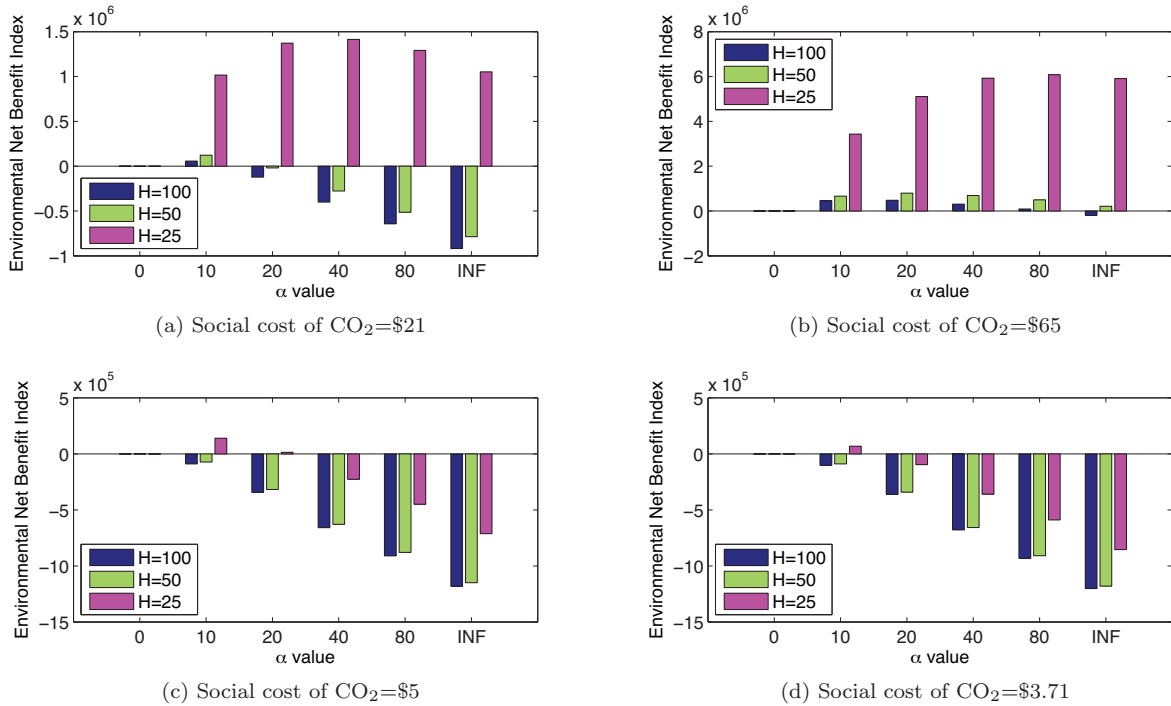 x 10^6
Environmental Net Benefit Index
1.5
1
0.5
0
−0.5
−1
H=100
H=50
H=25
0 10 20 40 80 INF
α value
(a) Social cost of CO₂=$21
x 10^6
Environmental Net Benefit Index
8
6
4
2
0
−2
H=100
H=50
H=25
0 10 20 40 80 INF
α value
(b) Social cost of CO₂=$65
x 10^5
Environmental Net Benefit Index
5
0
−5
−10
−15
H=100
H=50
H=25
0 10 20 40 80 INF
α value
(c) Social cost of CO₂=$5
x 10^5
Environmental Net Benefit Index
5
0
−5
−10
−15
H=100
H=50
H=25
0 10 20 40 80 INF
α value
(d) Social cost of CO₂=$3.71